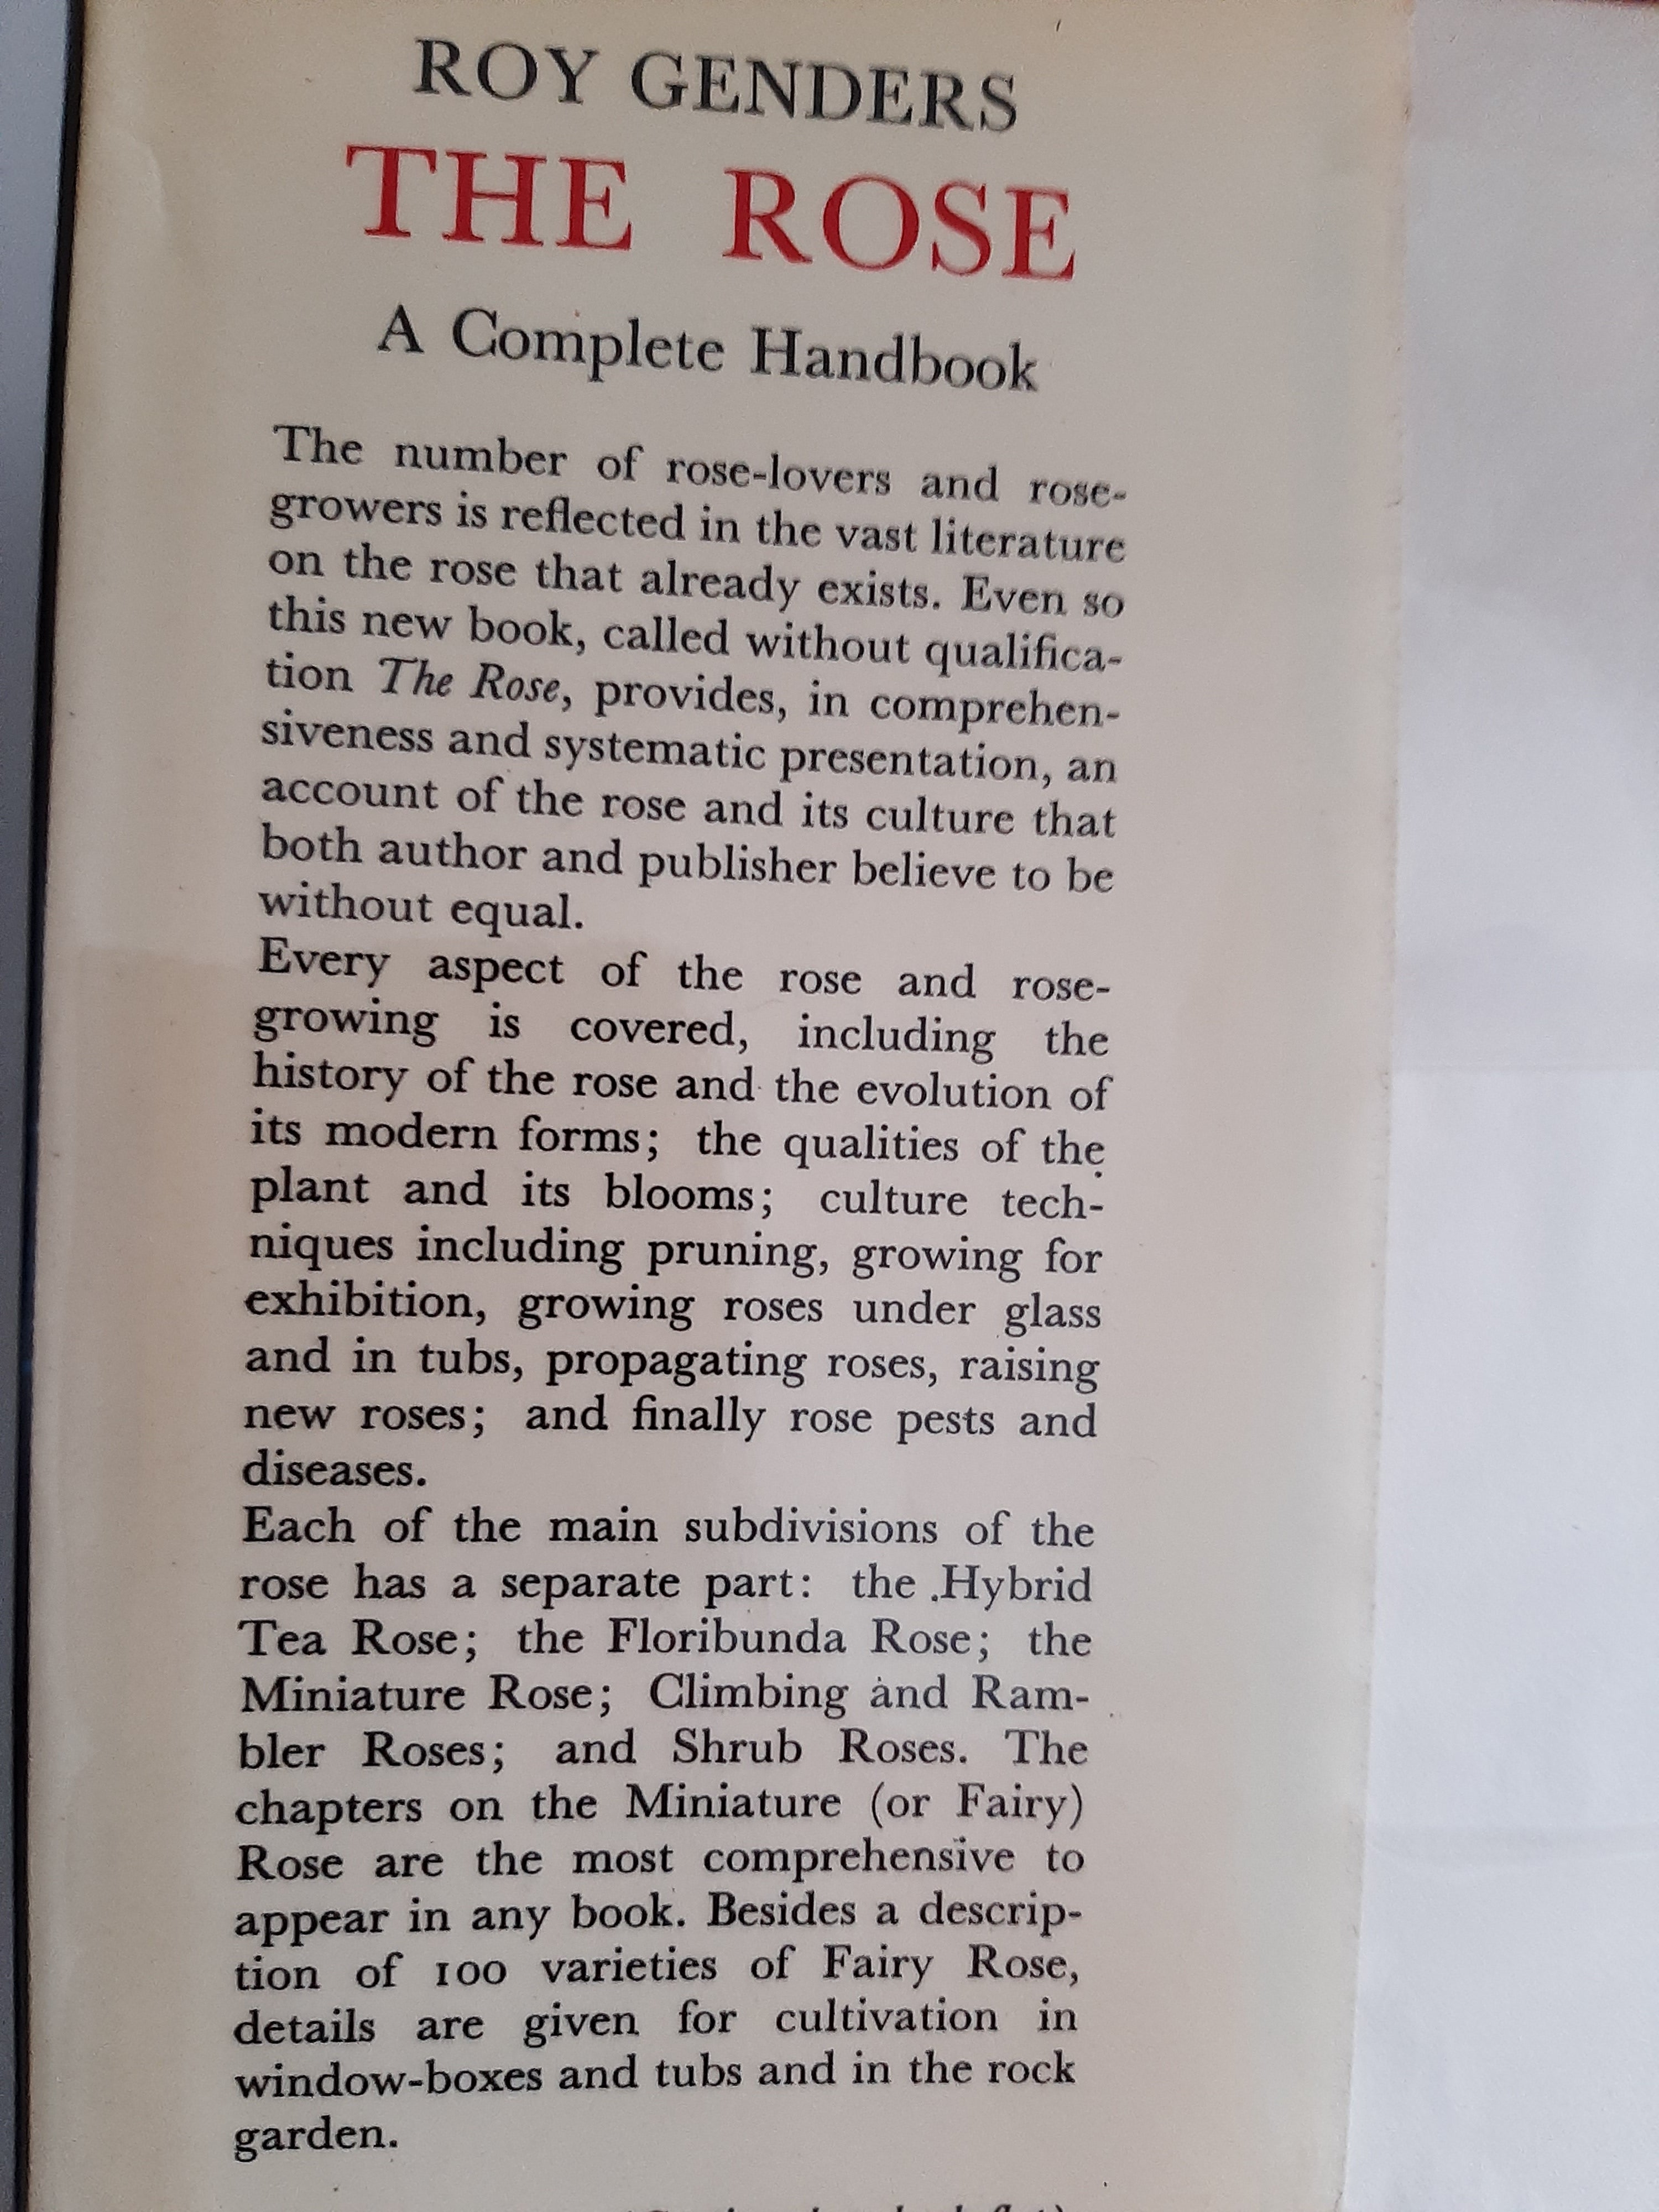 ROY GENDERS
THE ROSE
A Complete Handbook
The number of rose-lovers and rose-
growers is reflected in the vast literature
on the rose that already exists. Even so
this new book, called without qualifica-
tion The Rose, provides, in comprehen-
siveness and systematic presentation, an
account of the rose and its culture that
both author and publisher believe to be
without equal.
Every aspect of the rose and rose-
growing is covered, including the
history of the rose and the evolution of
its modern forms; the qualities of the
plant and its blooms; culture tech-
niques including pruning, growing for
exhibition, growing roses under glass
and in tubs, propagating roses, raising
new roses; and finally rose pests and
diseases.
Each of the main subdivisions of the
rose has a separate part: the Hybrid
Tea Rose; the Floribunda Rose; the
Miniature Rose; Climbing and Ram-
bler Roses; and Shrub Roses. The
chapters on the Miniature (or Fairy)
Rose are the most comprehensive to
appear in any book. Besides a descrip-
tion of 100 varieties of Fairy Rose,
details are given for cultivation in
window-boxes and tubs and in the rock
garden.